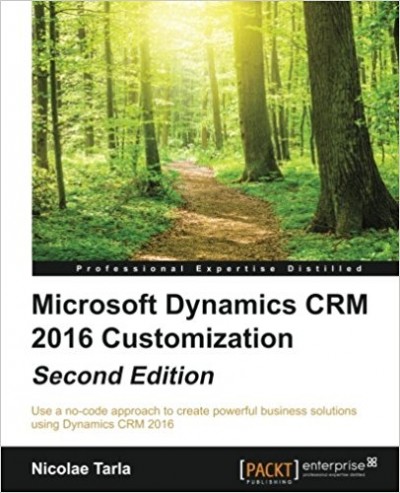 Professional Expertise Distilled
Microsoft Dynamics CRM
2016 Customization
Second Edition
Use a no-code approach to create powerful business solutions
using Dynamics CRM 2016
Nicolae Tarla
[PACKT] enterprise
PUBLISHING professional expertise distilled